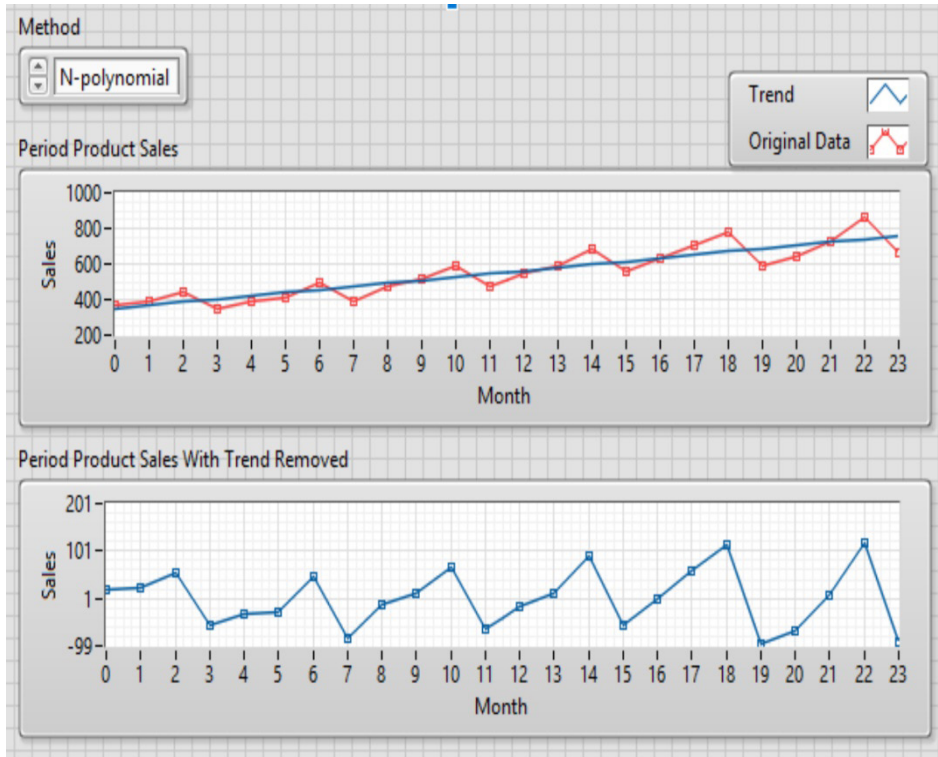 Method
N-polynomial
Trend
Original Data
Period Product Sales
1000
800
600
400
200
Sales
0 1 2 3 4 5 6 7 8 9 10 11 12 13 14 15 16 17 18 19 20 21 22 23
Month
Period Product Sales With Trend Removed
201
101
1
-99
Sales
0 1 2 3 4 5 6 7 8 9 10 11 12 13 14 15 16 17 18 19 20 21 22 23
Month